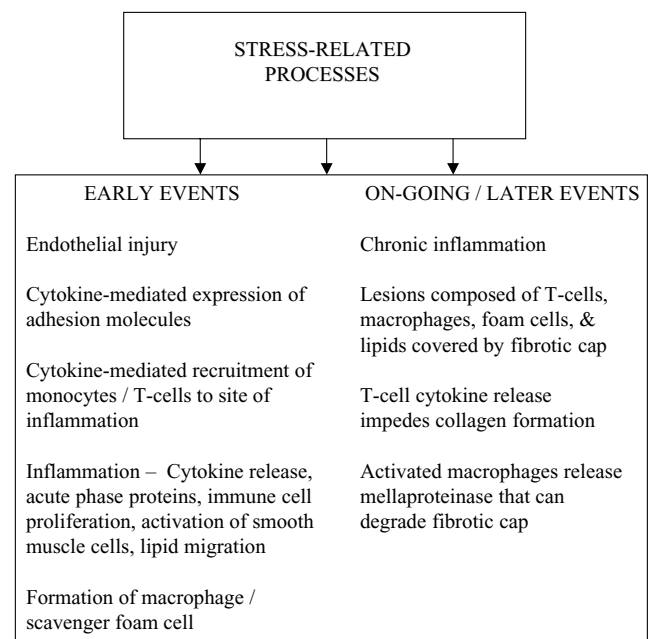 STRESS-RELATED
PROCESSES
EARLY EVENTS
Endothelial injury
Cytokine-mediated expression of
adhesion molecules
Cytokine-mediated recruitment of
monocytes / T-cells to site of
inflammation
Inflammation – Cytokine release,
acute phase proteins, immune cell
proliferation, activation of smooth
muscle cells, lipid migration
Formation of macrophage /
scavenger foam cell
ON-GOING / LATER EVENTS
Chronic inflammation
Lesions composed of T-cells,
macrophages, foam cells, &
lipids covered by fibrotic cap
T-cell cytokine release
impedes collagen formation
Activated macrophages release
mellaproteinase that can
degrade fibrotic cap